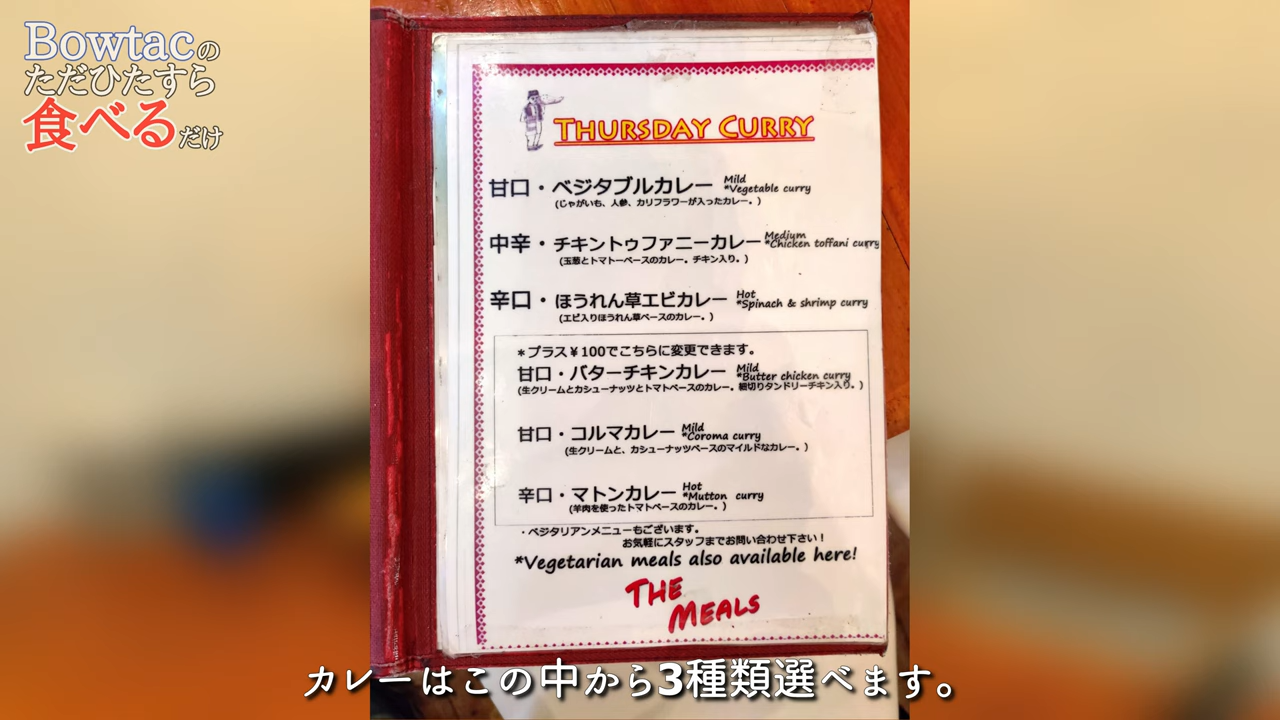 Bowtacの
ただひたすら
食べるだけ
THURSDAY CURRY
甘口・ベジタブルカレー Mild
*Vegetable curry
(じゃがいも、人参、カリフラワーが入ったカレー。)
中辛・チキントゥファニーカレー Medium
*Chicken toffani curry
(玉葱とトマトーベースのカレー。チキン入り。)
辛口・ほうれん草エビカレー Hot
*Spinach & shrimp curry
(エビ入りほうれん草ベースのカレー。)
*プラス¥100でこちらに変更できます。
甘口・バターチキンカレー Mild
*Butter chicken curry
(生クリームとカシューナッツとトマトベースのカレー。細切りタンドリーチキン入り。)
甘口・コルマカレー Mild
*Coroma curry
(生クリームと、カシューナッツベースのマイルドなカレー。)
辛口・マトンカレー Hot
*Mutton curry
(羊肉を使ったトマトベースのカレー。)
・ベジタリアンメニューもございます。
お気軽にスタッフまでお問い合わせ下さい!
*Vegetarian meals also available here!
THE
MEALS
カレーはこの中から3種類選べます。